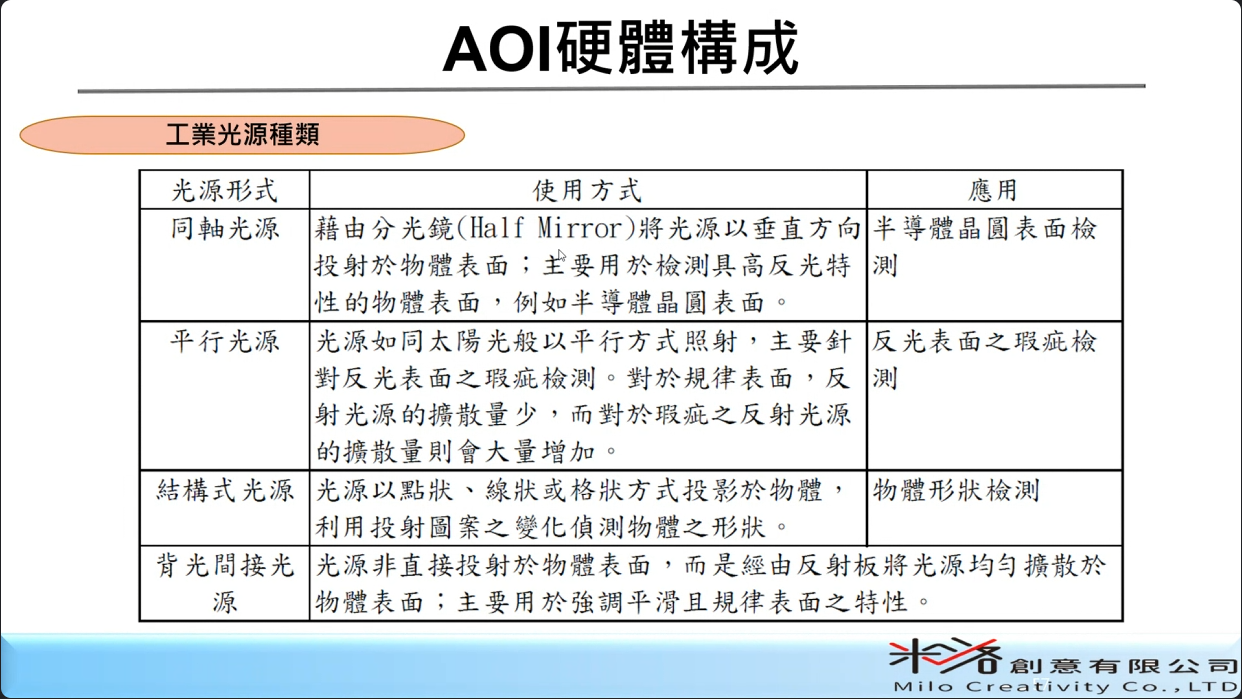 AOI硬體構成
工業光源種類
光源形式
使用方式
應用
同軸光源
藉由分光鏡(Half Mirror)將光源以垂直方向
投射於物體表面；主要用於檢測具高反光特
性的物體表面，例如半導體晶圓表面。
半導體晶圓表面檢
測
平行光源
光源如同太陽光般以平行方式照射，主要針
對反光表面之瑕疵檢測。對於規律表面，反
射光源的擴散量少，而對於瑕疵之反射光源
的擴散量則會大量增加。
反光表面之瑕疵檢
測
結構式光源
光源以點狀、線狀或格狀方式投影於物體，
利用投射圖案之變化偵測物體之形狀。
物體形狀檢測
背光間接光
源
光源非直接投射於物體表面，而是經由反射板將光源均勻擴散於
物體表面；主要用於強調平滑且規律表面之特性。
米洛創意有限公司
Milo Creativity Co.,LTD